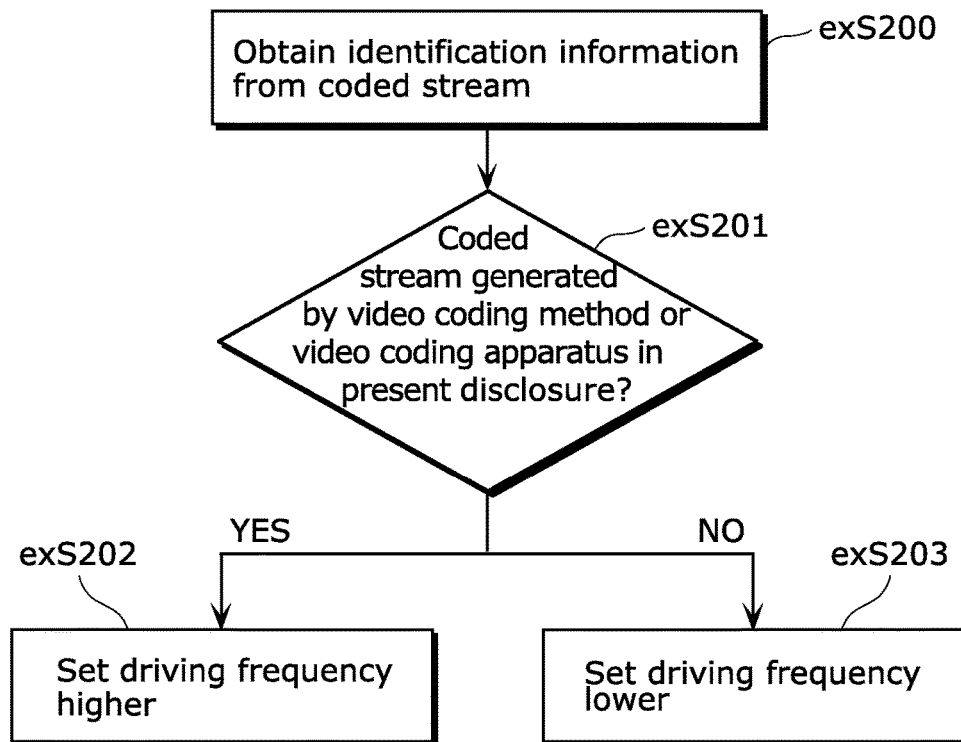 exS200
Obtain identification information
from coded stream
exS201
Coded
stream generated
by video coding method or
video coding apparatus in
present disclosure?
YES
NO
exS202
exS203
Set driving frequency
higher
Set driving frequency
lower